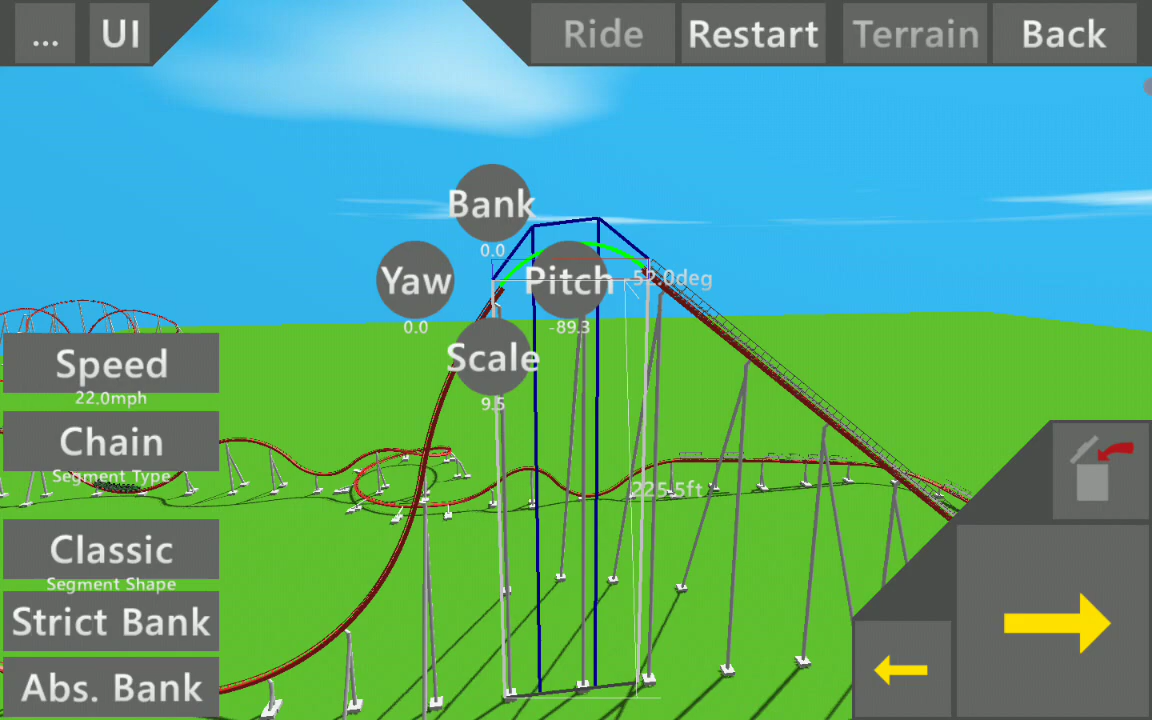 ...
UI
Ride
Restart
Terrain
Back
Bank
0.0
Yaw
0.0
Pitch
-89.3
-52.0deg
Scale
9.5
Speed
22.0mph
Chain
Segment Type
225.5ft
Classic
Segment Shape
Strict Bank
Abs. Bank